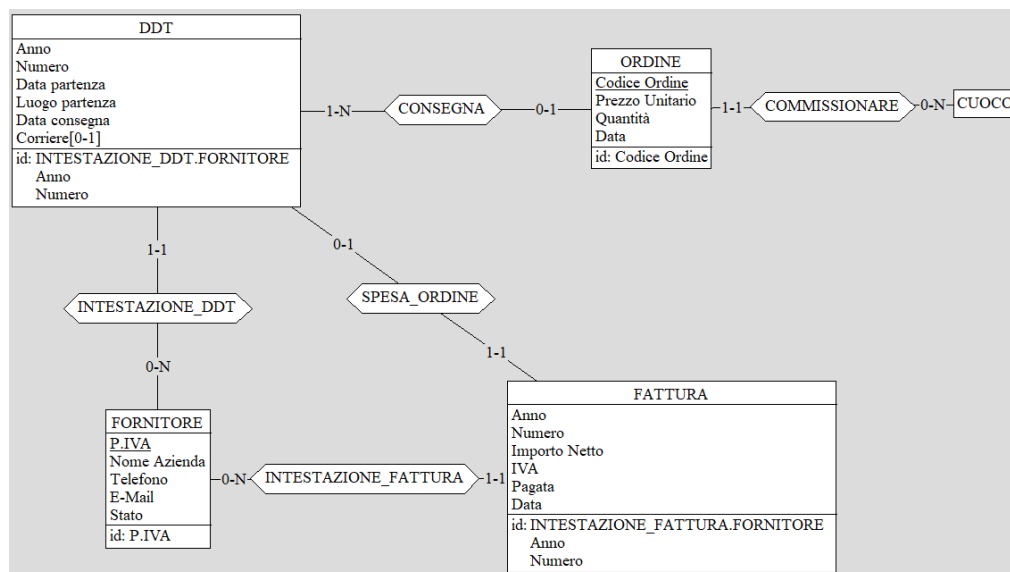 DDT
Anno
Numero
Data partenza
Luogo partenza
Data consegna
Corriere[0-1]
id: INTESTAZIONE_DDT.FORNITORE
Anno
Numero
1-N
CONSEGNA
0-1
ORDINE
Codice Ordine
Prezzo Unitario
Quantità
Data
id: Codice Ordine
1-1
COMMISSIONARE
0-N
CUOCO
1-1
INTESTAZIONE_DDT
0-N
0-1
SPESA_ORDINE
1-1
FORNITORE
P.IVA
Nome Azienda
Telefono
E-Mail
Stato
id: P.IVA
0-N
INTESTAZIONE_FATTURA
1-1
FATTURA
Anno
Numero
Importo Netto
IVA
Pagata
Data
id: INTESTAZIONE_FATTURA.FORNITORE
Anno
Numero